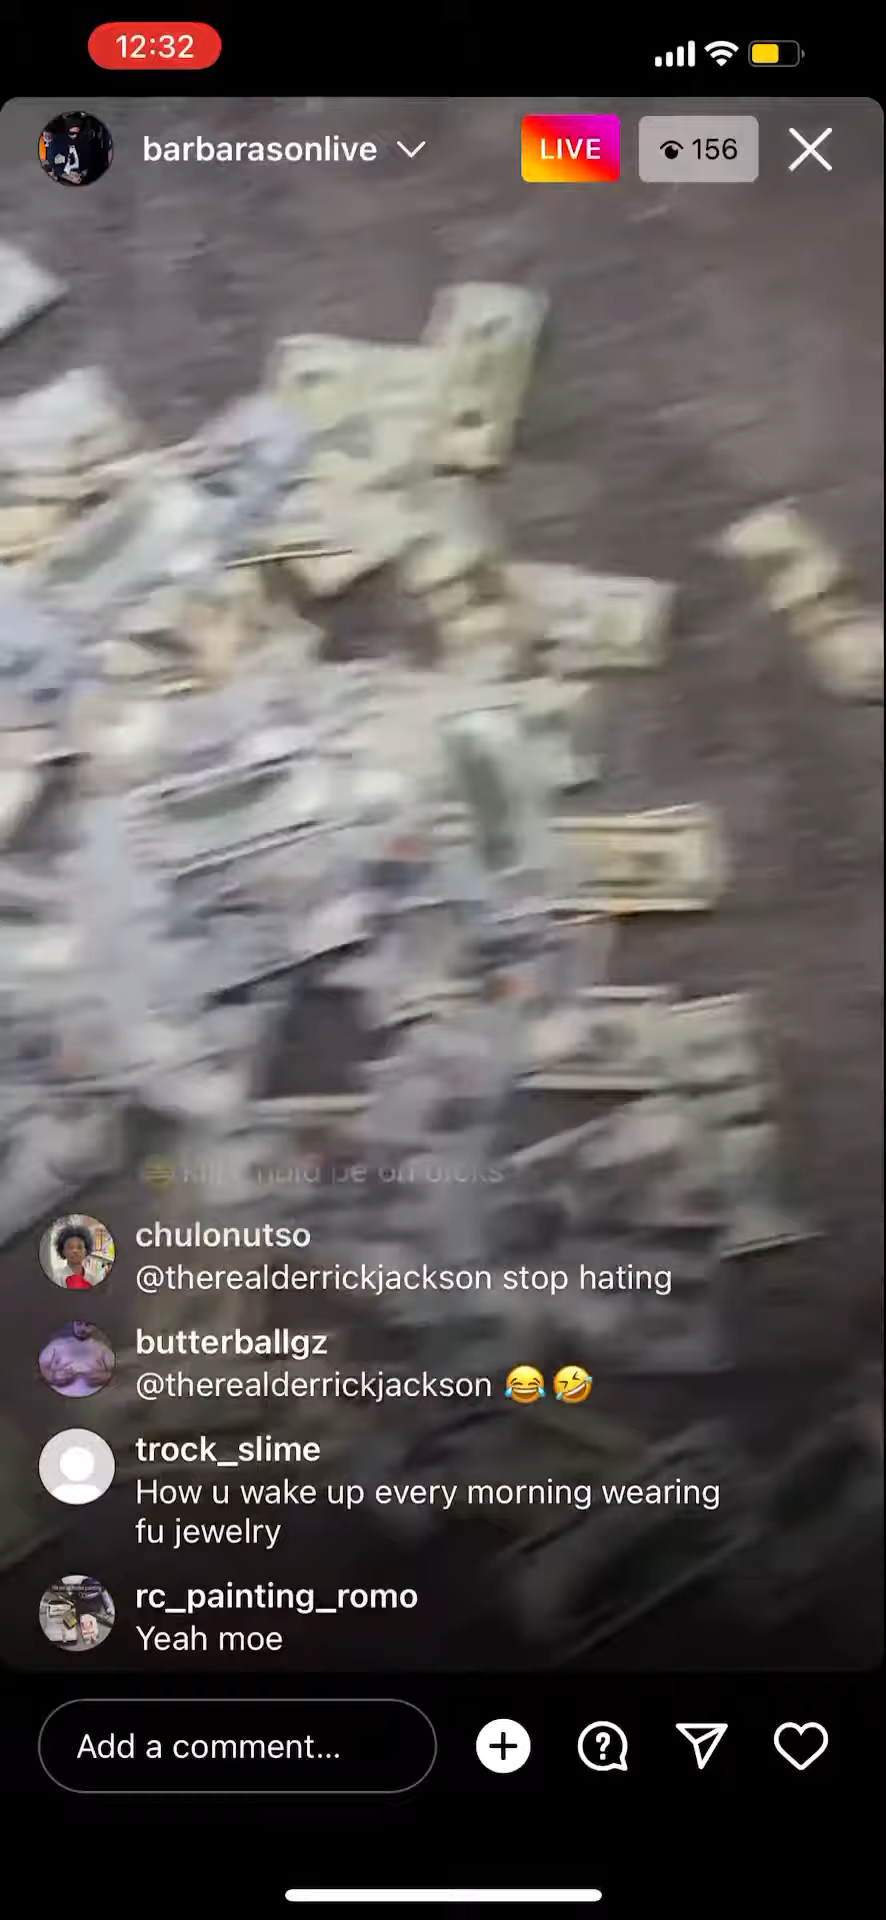 12:32
barbarasonlive
LIVE
156
chulonutso
@therealderrickjackson stop hating
butterballgz
@therealderrickjackson 😂🤣
trock_slime
How u wake up every morning wearing
fu jewelry
rc_painting_romo
Yeah moe
Add a comment...